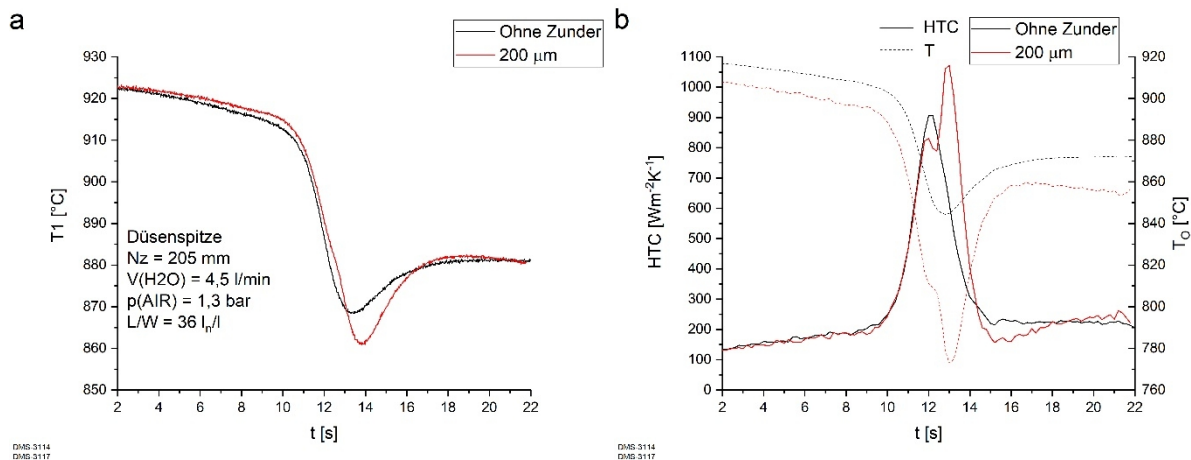 a
Ohne Zunder
200 µm
930
920
910
900
890
880
870
860
850
T1 [°C]
Düsenspitze
Nz = 205 mm
V(H2O) = 4,5 l/min
p(AIR) = 1,3 bar
L/W = 36 lₙ/l
2 4 6 8 10 12 14 16 18 20 22
t [s]
DMS-3114
DMS-3117
b
HTC
T
Ohne Zunder
200 µm
1100
1000
900
800
700
600
500
400
300
200
100
0
HTC [Wm⁻²K⁻¹]
920
900
880
860
840
820
800
780
760
T_O [°C]
2 4 6 8 10 12 14 16 18 20 22
t [s]
DMS-3114
DMS-3117